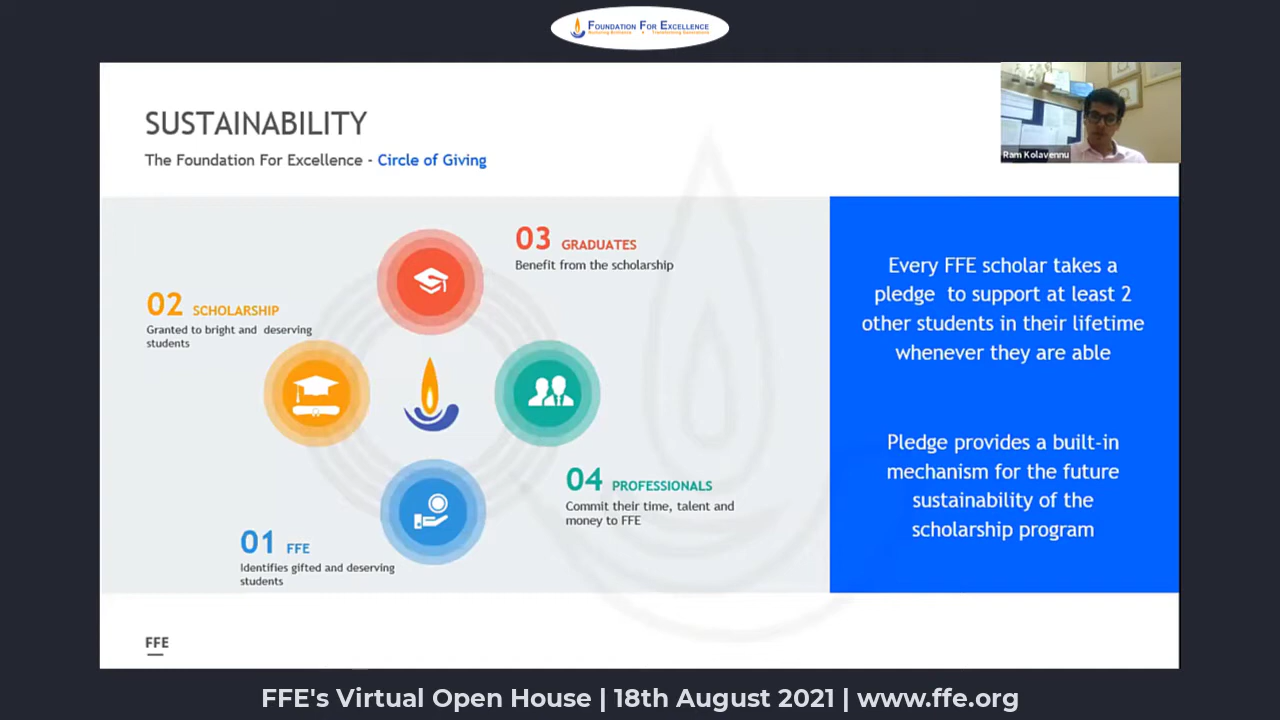 FOUNDATION FOR EXCELLENCE
Nurturing Brilliance • Transforming Generations
SUSTAINABILITY
The Foundation For Excellence - Circle of Giving
Ram Kolavennu
03 GRADUATES
Benefit from the scholarship
02 SCHOLARSHIP
Granted to bright and deserving
students
04 PROFESSIONALS
Commit their time, talent and
money to FFE
01 FFE
Identifies gifted and deserving
students
Every FFE scholar takes a
pledge to support at least 2
other students in their lifetime
whenever they are able
Pledge provides a built-in
mechanism for the future
sustainability of the
scholarship program
FFE
FFE's Virtual Open House | 18th August 2021 | www.ffe.org